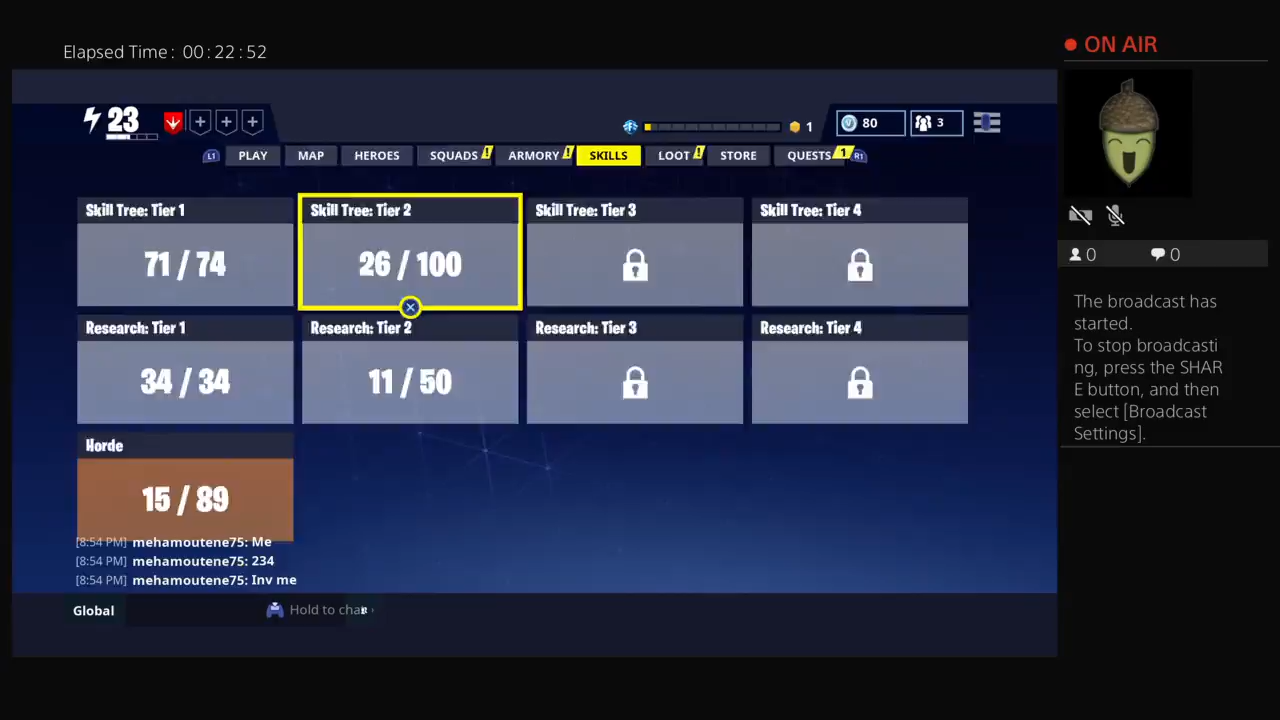 Elapsed Time: 00:22:52
ON AIR
23
1
80
3
L1 PLAY MAP HEROES SQUADS! ARMORY! SKILLS LOOT! STORE QUESTS 1 R1
Skill Tree: Tier 1
71 / 74
Skill Tree: Tier 2
26 / 100
Skill Tree: Tier 3
Skill Tree: Tier 4
Research: Tier 1
34 / 34
Research: Tier 2
11 / 50
Research: Tier 3
Research: Tier 4
Horde
15 / 89
[8:54 PM] mehamoutene75: Me
[8:54 PM] mehamoutene75: 234
[8:54 PM] mehamoutene75: Inv me
Global
Hold to cha
0 0
The broadcast has
started.
To stop broadcasti
ng, press the SHAR
E button, and then
select [Broadcast
Settings].